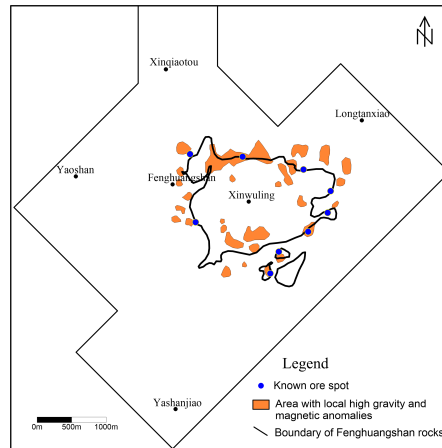 Xinqiaotou
N
Longtanxiao
Yaoshan
Fenghuangshan
Xinwuling
Legend
Known ore spot
Area with local high gravity and
magnetic anomalies
Boundary of Fenghuangshan rocks
Yashanjiao
0m 500m 1000m